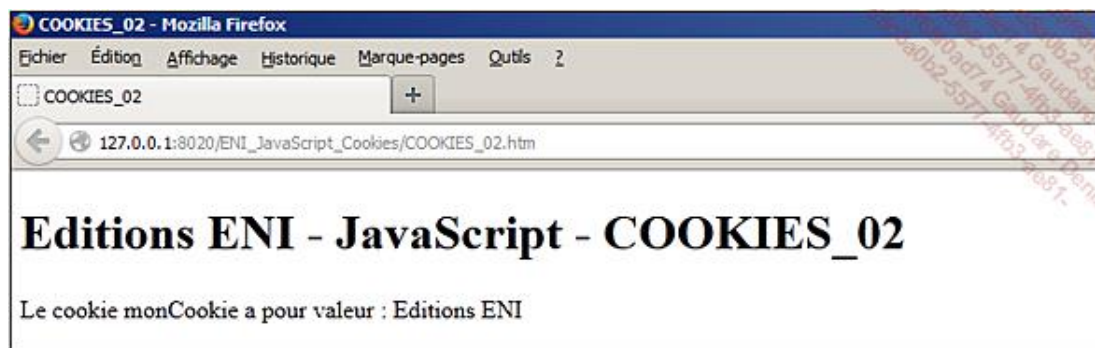 COOKIES_02 - Mozilla Firefox
Fichier Édition Affichage Historique Marque-pages Outils ?
COOKIES_02 +
127.0.0.1:8020/ENI_JavaScript_Cookies/COOKIES_02.htm
Editions ENI - JavaScript - COOKIES_02
Le cookie monCookie a pour valeur : Editions ENI